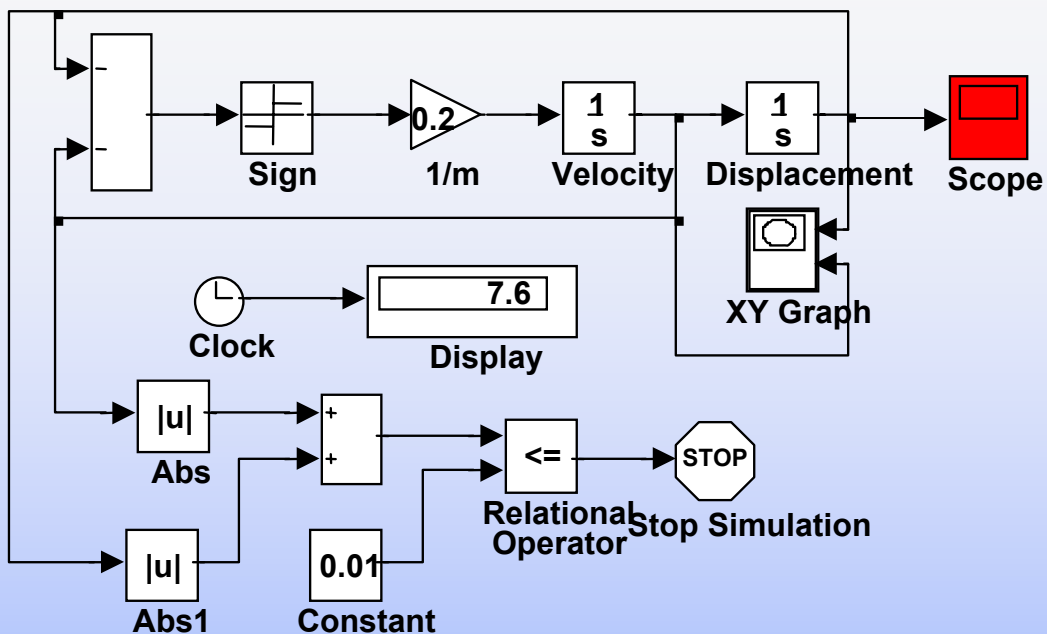 −
−
Sign
0.2
1/m
1
s
Velocity
1
s
Displacement
Scope
XY Graph
Clock
7.6
Display
|u|
Abs
+
+
<=
Relational
Operator
STOP
Stop Simulation
|u|
Abs1
0.01
Constant